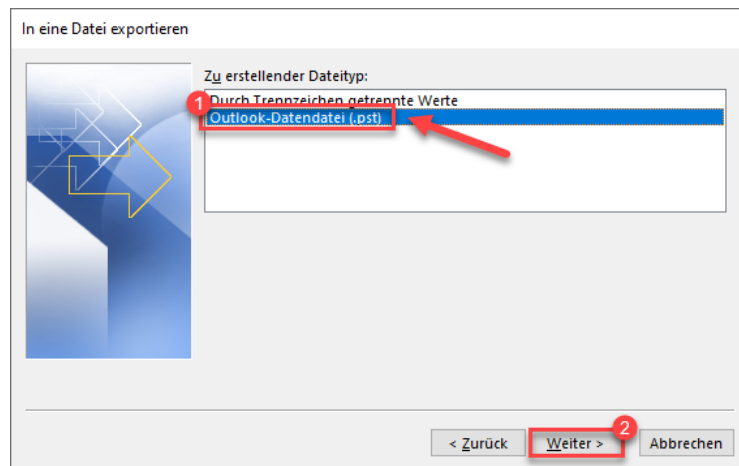 In eine Datei exportieren
Zu erstellender Dateityp:
1
Durch Trennzeichen getrennte Werte
Outlook-Datendatei (.pst)
2
< Zurück Weiter > Abbrechen